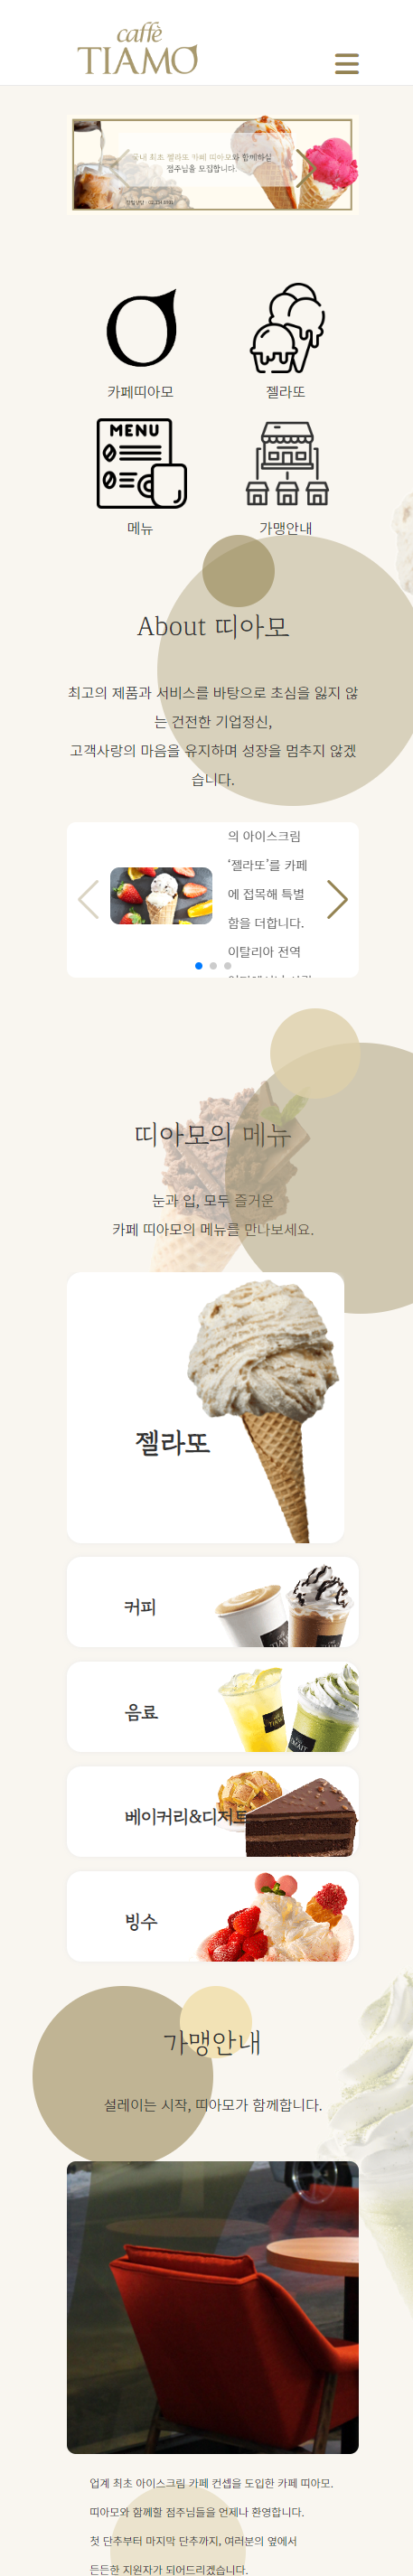 caffè
TIAMO
국내 최초 젤라또 카페 띠아모와 함께하실
점주님을 모집합니다.
카페띠아모
젤라또
MENU
메뉴
가맹안내
About 띠아모
최고의 제품과 서비스를 바탕으로 초심을 잃지 않
는 건전한 기업정신,
고객사랑의 마음을 유지하며 성장을 멈추지 않겠
습니다.
의 아이스크림
‘젤라또’를 카페
에 접목해 특별
함을 더합니다.
이탈리아 전역
띠아모의 메뉴
눈과 입, 모두 즐거운
카페 띠아모의 메뉴를 만나보세요.
젤라또
커피
음료
베이커리&디저트
빙수
가맹안내
설레이는 시작, 띠아모가 함께합니다.
업계 최초 아이스크림 카페 컨셉을 도입한 카페 띠아모.
띠아모와 함께할 점주님들을 언제나 환영합니다.
첫 단추부터 마지막 단추까지, 여러분의 옆에서
든든한 지원자가 되어드리겠습니다.